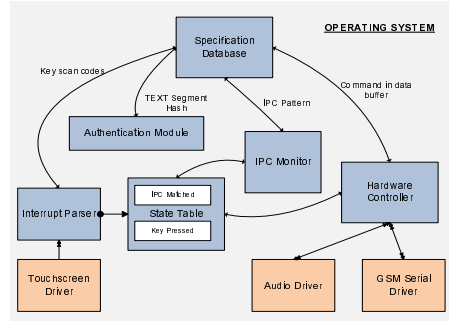 OPERATING SYSTEM
Specification
Database
Key scan codes
Command in data
buffer
TEXT Segment
Hash
IPC Pattern
Authentication Module
IPC Monitor
Hardware
Controller
IPC Matched
Interrupt Parser
State Table
Key Pressed
Touchscreen
Driver
Audio Driver
GSM Serial
Driver